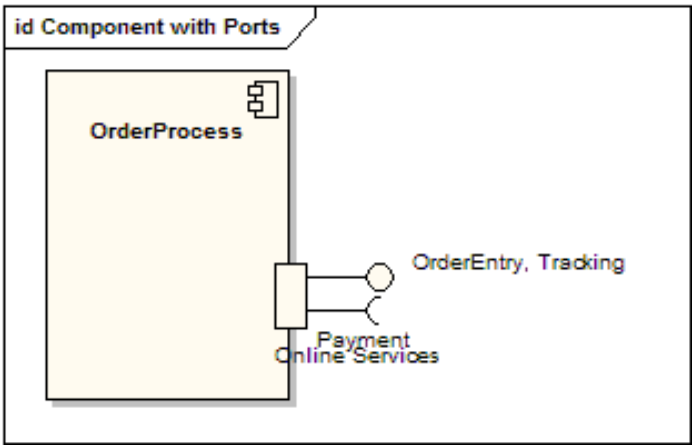 id Component with Ports
OrderProcess
OrderEntry, Tracking
Payment
Online Services